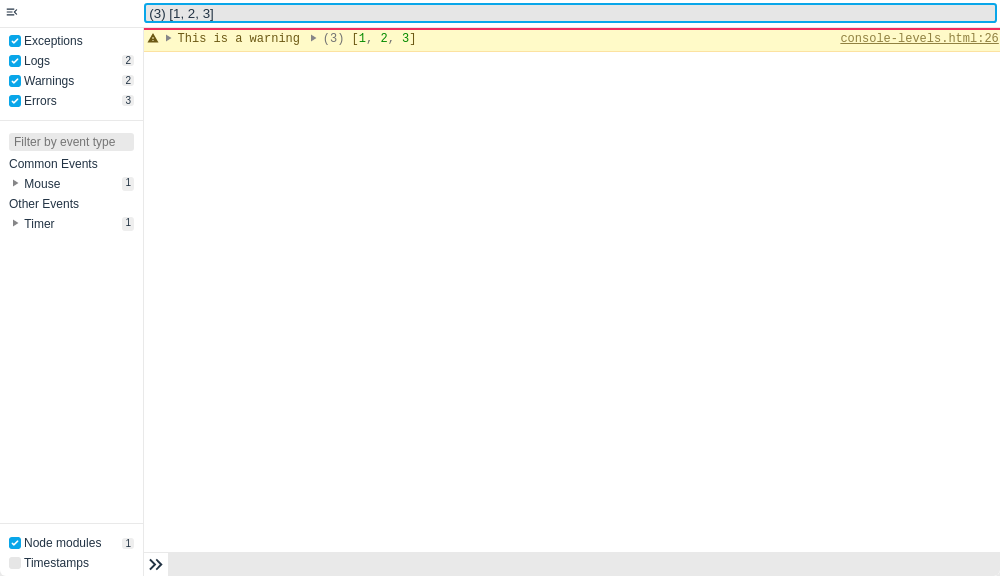 (3) [1, 2, 3]
Exceptions
Logs 2
Warnings 2
Errors 3
Filter by event type
Common Events
Mouse 1
Other Events
Timer 1
Node modules 1
Timestamps
This is a warning (3) [1, 2, 3] console-levels.html:26